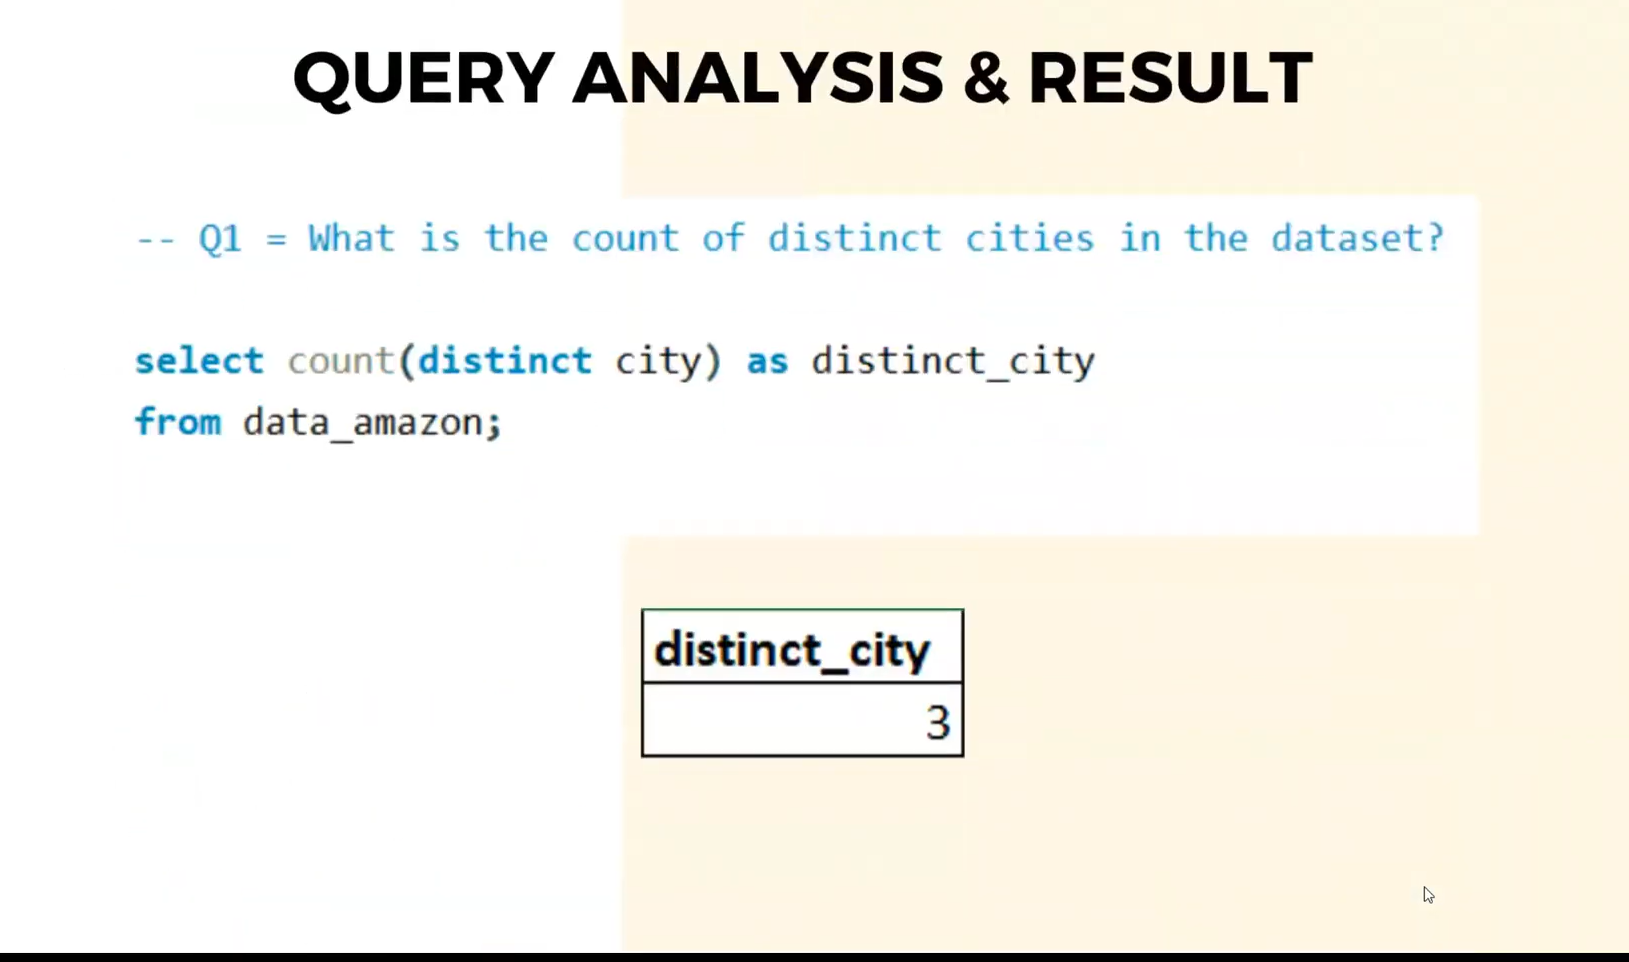 QUERY ANALYSIS & RESULT
-- Q1 = What is the count of distinct cities in the dataset?
select count(distinct city) as distinct_city
from data_amazon;
distinct_city
3